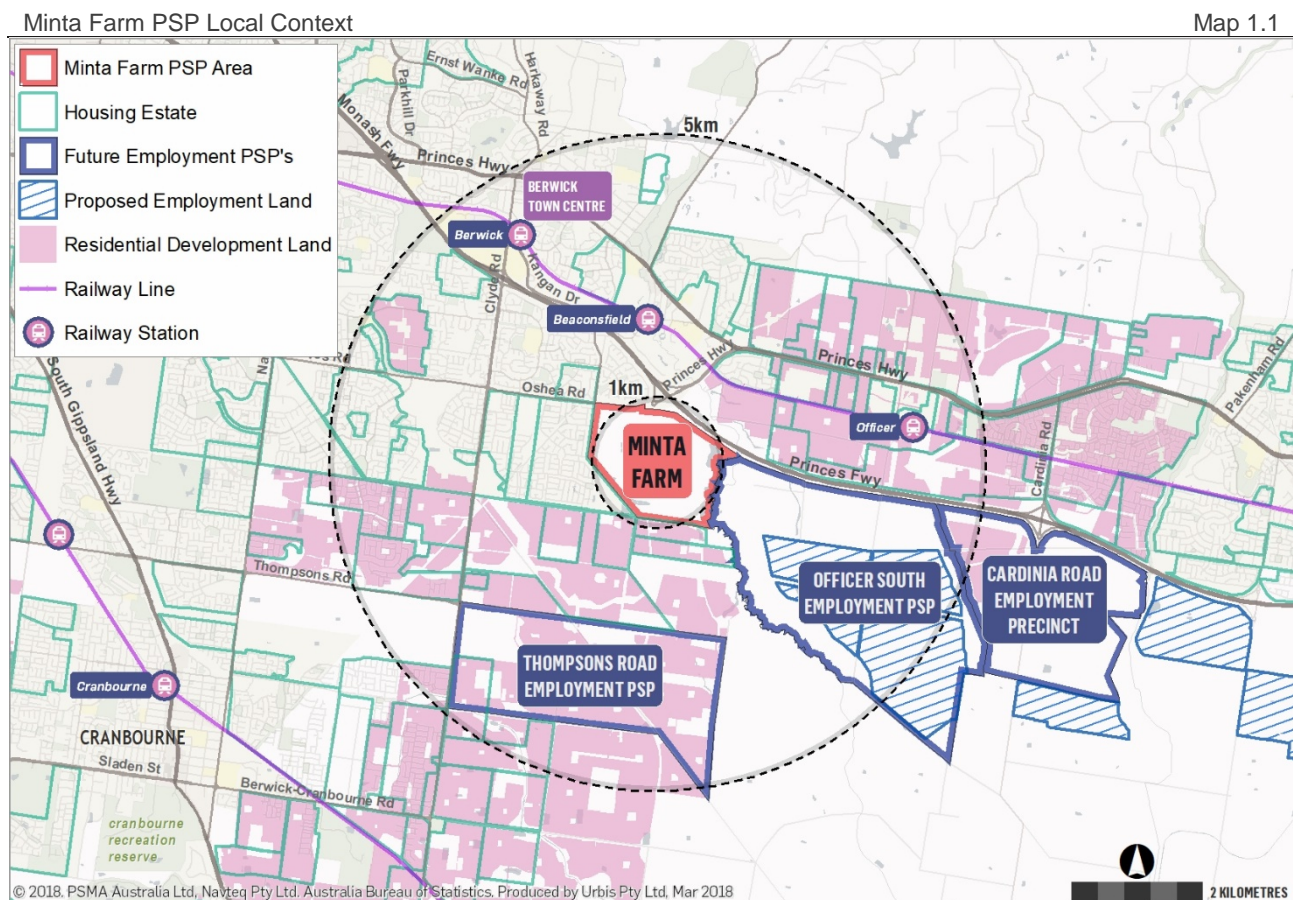 Minta Farm PSP Local Context
Map 1.1
Minta Farm PSP Area
Housing Estate
Future Employment PSP's
Proposed Employment Land
Residential Development Land
Railway Line
Railway Station
Ernst Wanke Rd
Parkhill Dr
Harkaway Rd
Monash Fwy
Princes Hwy
5km
BERWICK
TOWN CENTRE
Berwick
Clyde Rd
Kangan Dr
Beaconsfield
Princes Hwy
Princes Hwy
Pakenham Rd
South Gippsland Hwy
Oshea Rd
1km
MINTA
FARM
Officer
Cardinia Rd
Princes Fwy
Thompsons Rd
OFFICER SOUTH
EMPLOYMENT PSP
CARDINIA ROAD
EMPLOYMENT
PRECINCT
THOMPSONS ROAD
EMPLOYMENT PSP
Cranbourne
CRANBOURNE
Sladen St
Berwick-Cranbourne Rd
cranbourne
recreation
reserve
© 2018. PSMA Australia Ltd, Navteq Pty Ltd. Australia Bureau of Statistics. Produced by Urbis Pty Ltd, Mar 2018
2 KILOMETRES